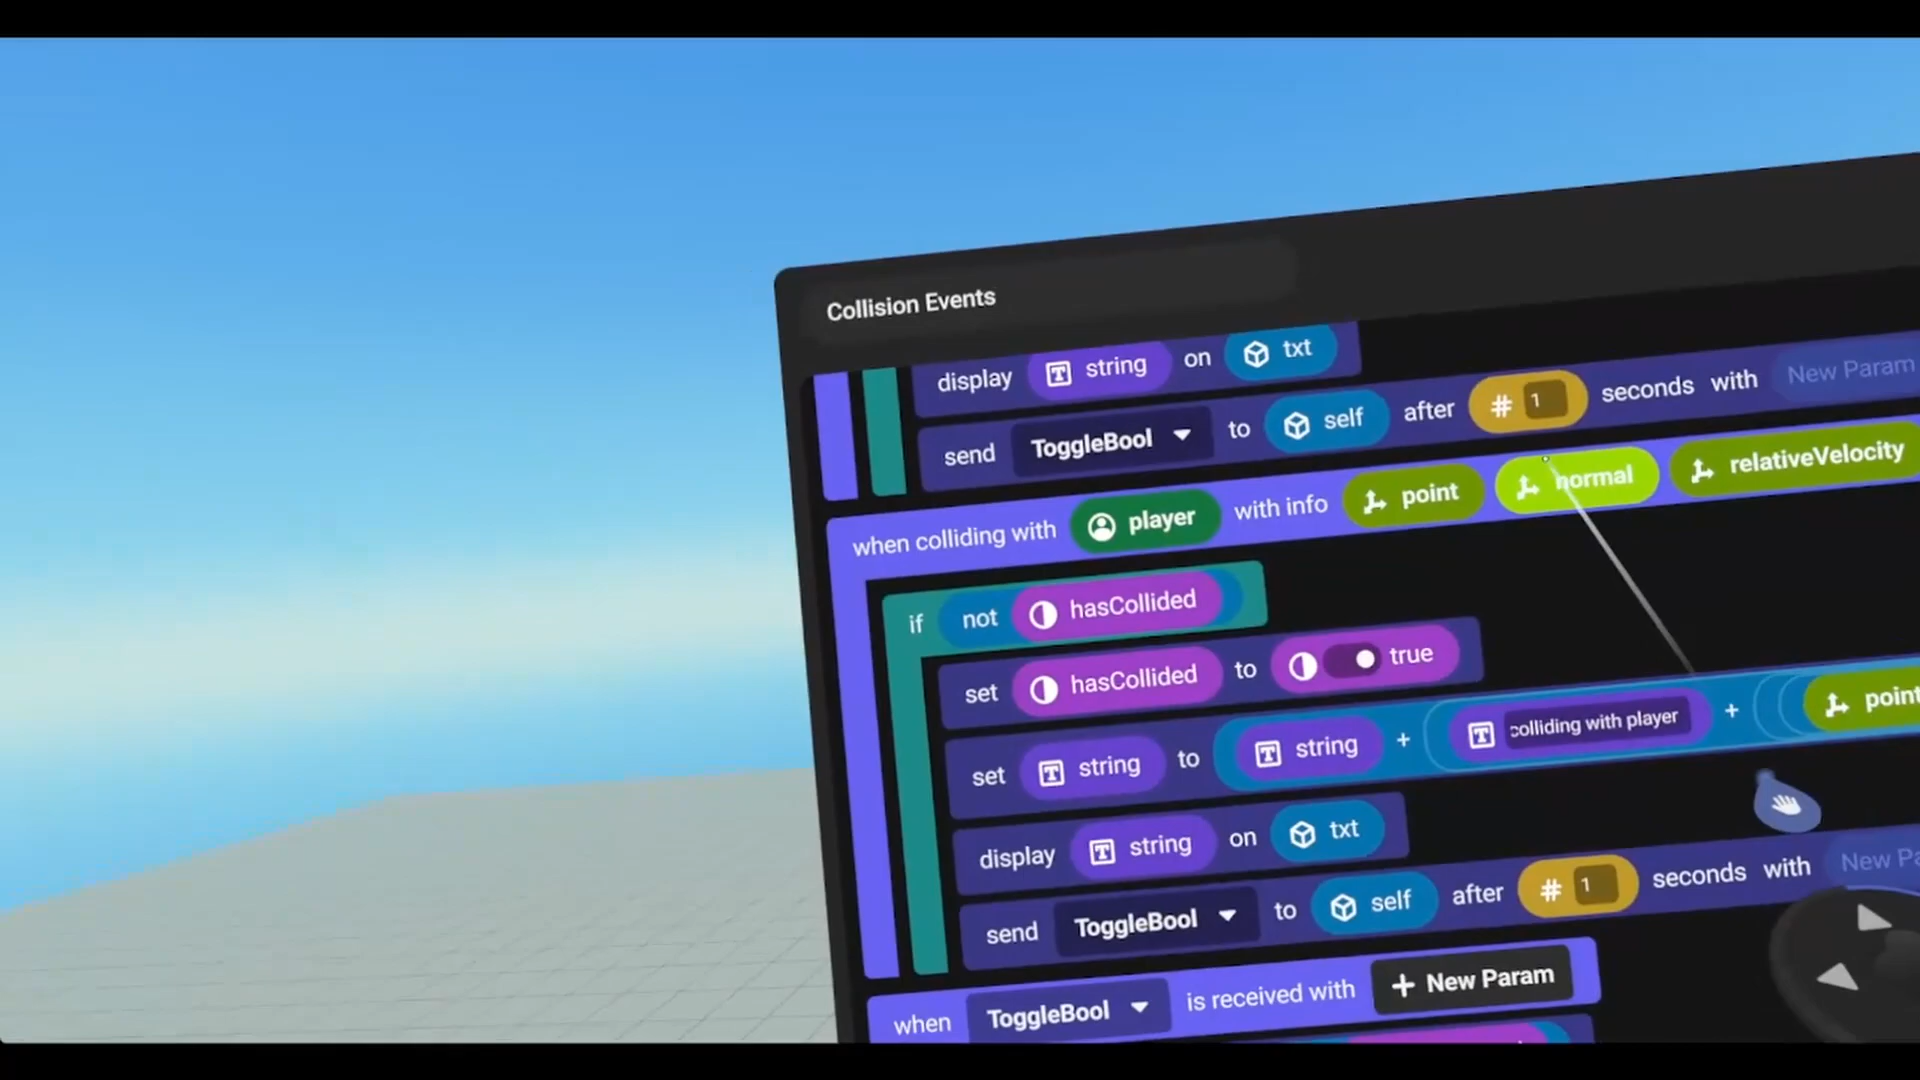 Collision Events
display string on txt
send ToggleBool to self after # 1 seconds with New Param
when colliding with player with info point normal relativeVelocity
if not hasCollided
set hasCollided to true
set string to string + colliding with player + point
display string on txt
send ToggleBool to self after # 1 seconds with New Pa
when ToggleBool is received with + New Param